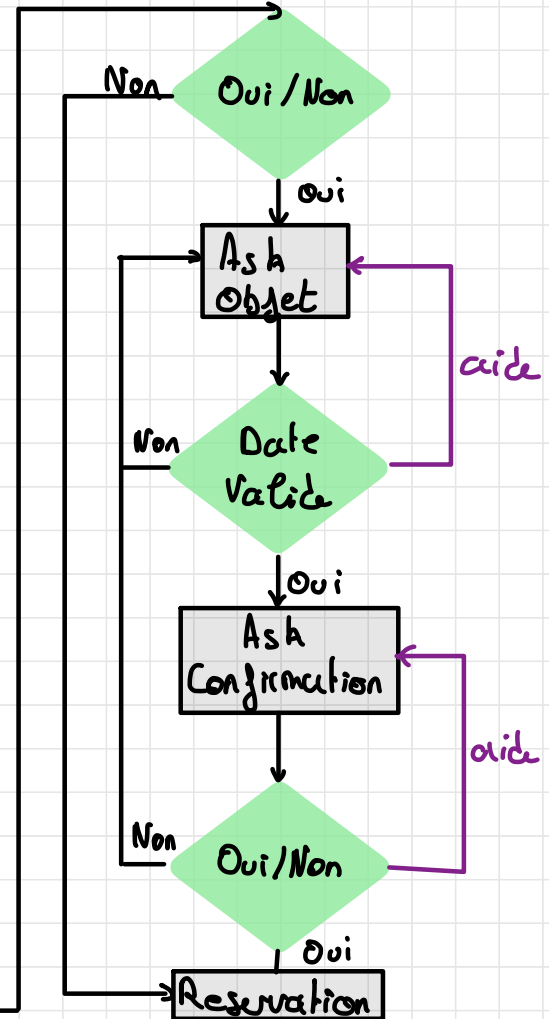 Non
Oui / Non
Oui
Ask
Objet
aide
Non
Date
Valide
Oui
Ask
Confirmation
aide
Non
Oui/Non
Oui
Reservation